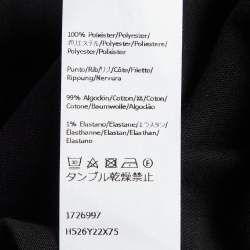 100% Poliéster/Polyester/
ポリエステル/Polyester/Poliestere/
Polyester/Polyester
Punto/Rib/リブ/Côte/Filetto/
Rippung/Nervura
99% Algodón/Cotton/綿/Coton/
Cotone/Baumwolle/Algodão
1% Elastano/Elastane/エラスタン/
Élasthanne/Elastan/Elasthan/
Elastano
タンブル乾燥禁止
1726997
HS26Y22X75